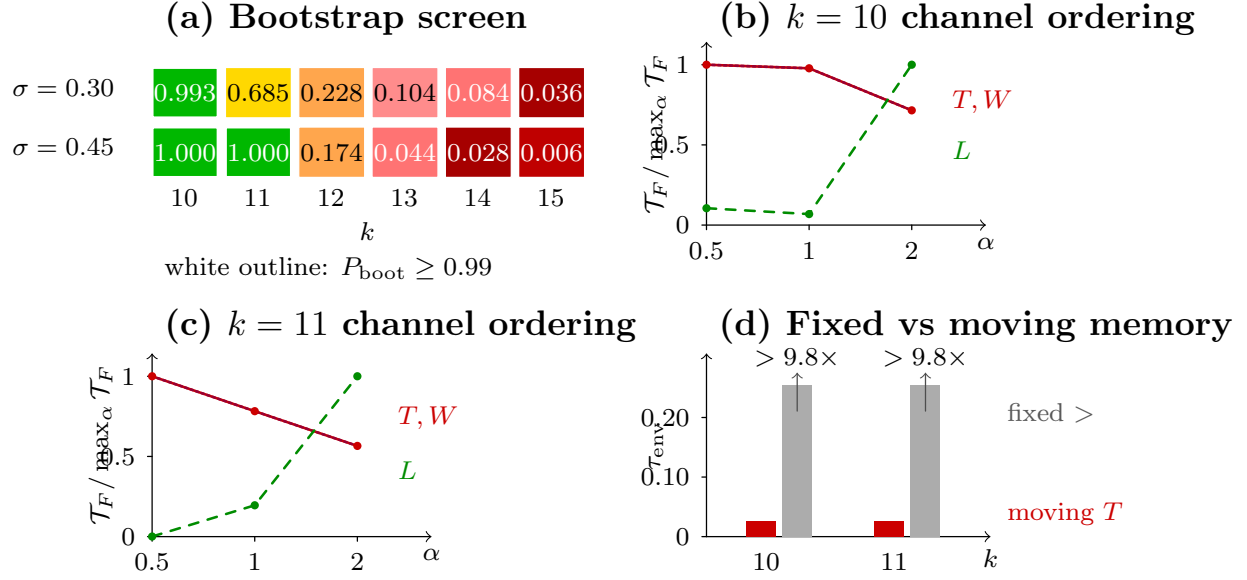 (a) Bootstrap screen
σ = 0.30 0.993 0.685 0.228 0.104 0.084 0.036
σ = 0.45 1.000 1.000 0.174 0.044 0.028 0.006
10 11 12 13 14 15
k
white outline: P_boot ≥ 0.99
(b) k = 10 channel ordering
𝒯_F / max_α 𝒯_F
1
0.5
0
0.5 1 2 α
T, W
L
(c) k = 11 channel ordering
𝒯_F / max_α 𝒯_F
1
0.5
0
0.5 1 2 α
T, W
L
(d) Fixed vs moving memory
> 9.8× > 9.8×
τ_env
0.20
0.10
0
10 11 k
fixed >
moving T